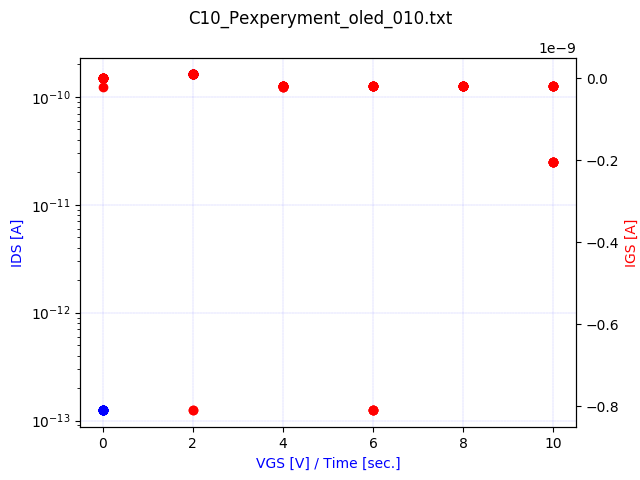 C10_Pexperyment_oled_010.txt
1e−9
10−10
10−11
10−12
10−13
0.0
−0.2
−0.4
−0.6
−0.8
IDS [A]
IGS [A]
0 2 4 6 8 10
VGS [V] / Time [sec.]